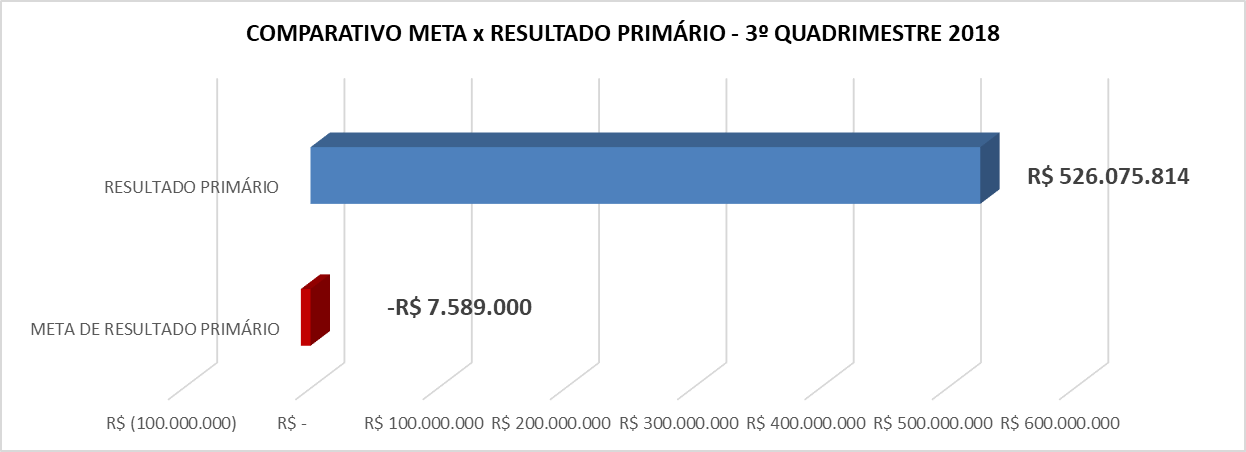 COMPARATIVO META x RESULTADO PRIMÁRIO - 3º QUADRIMESTRE 2018
RESULTADO PRIMÁRIO
R$ 526.075.814
META DE RESULTADO PRIMÁRIO
-R$ 7.589.000
R$ (100.000.000) R$ - R$ 100.000.000 R$ 200.000.000 R$ 300.000.000 R$ 400.000.000 R$ 500.000.000 R$ 600.000.000